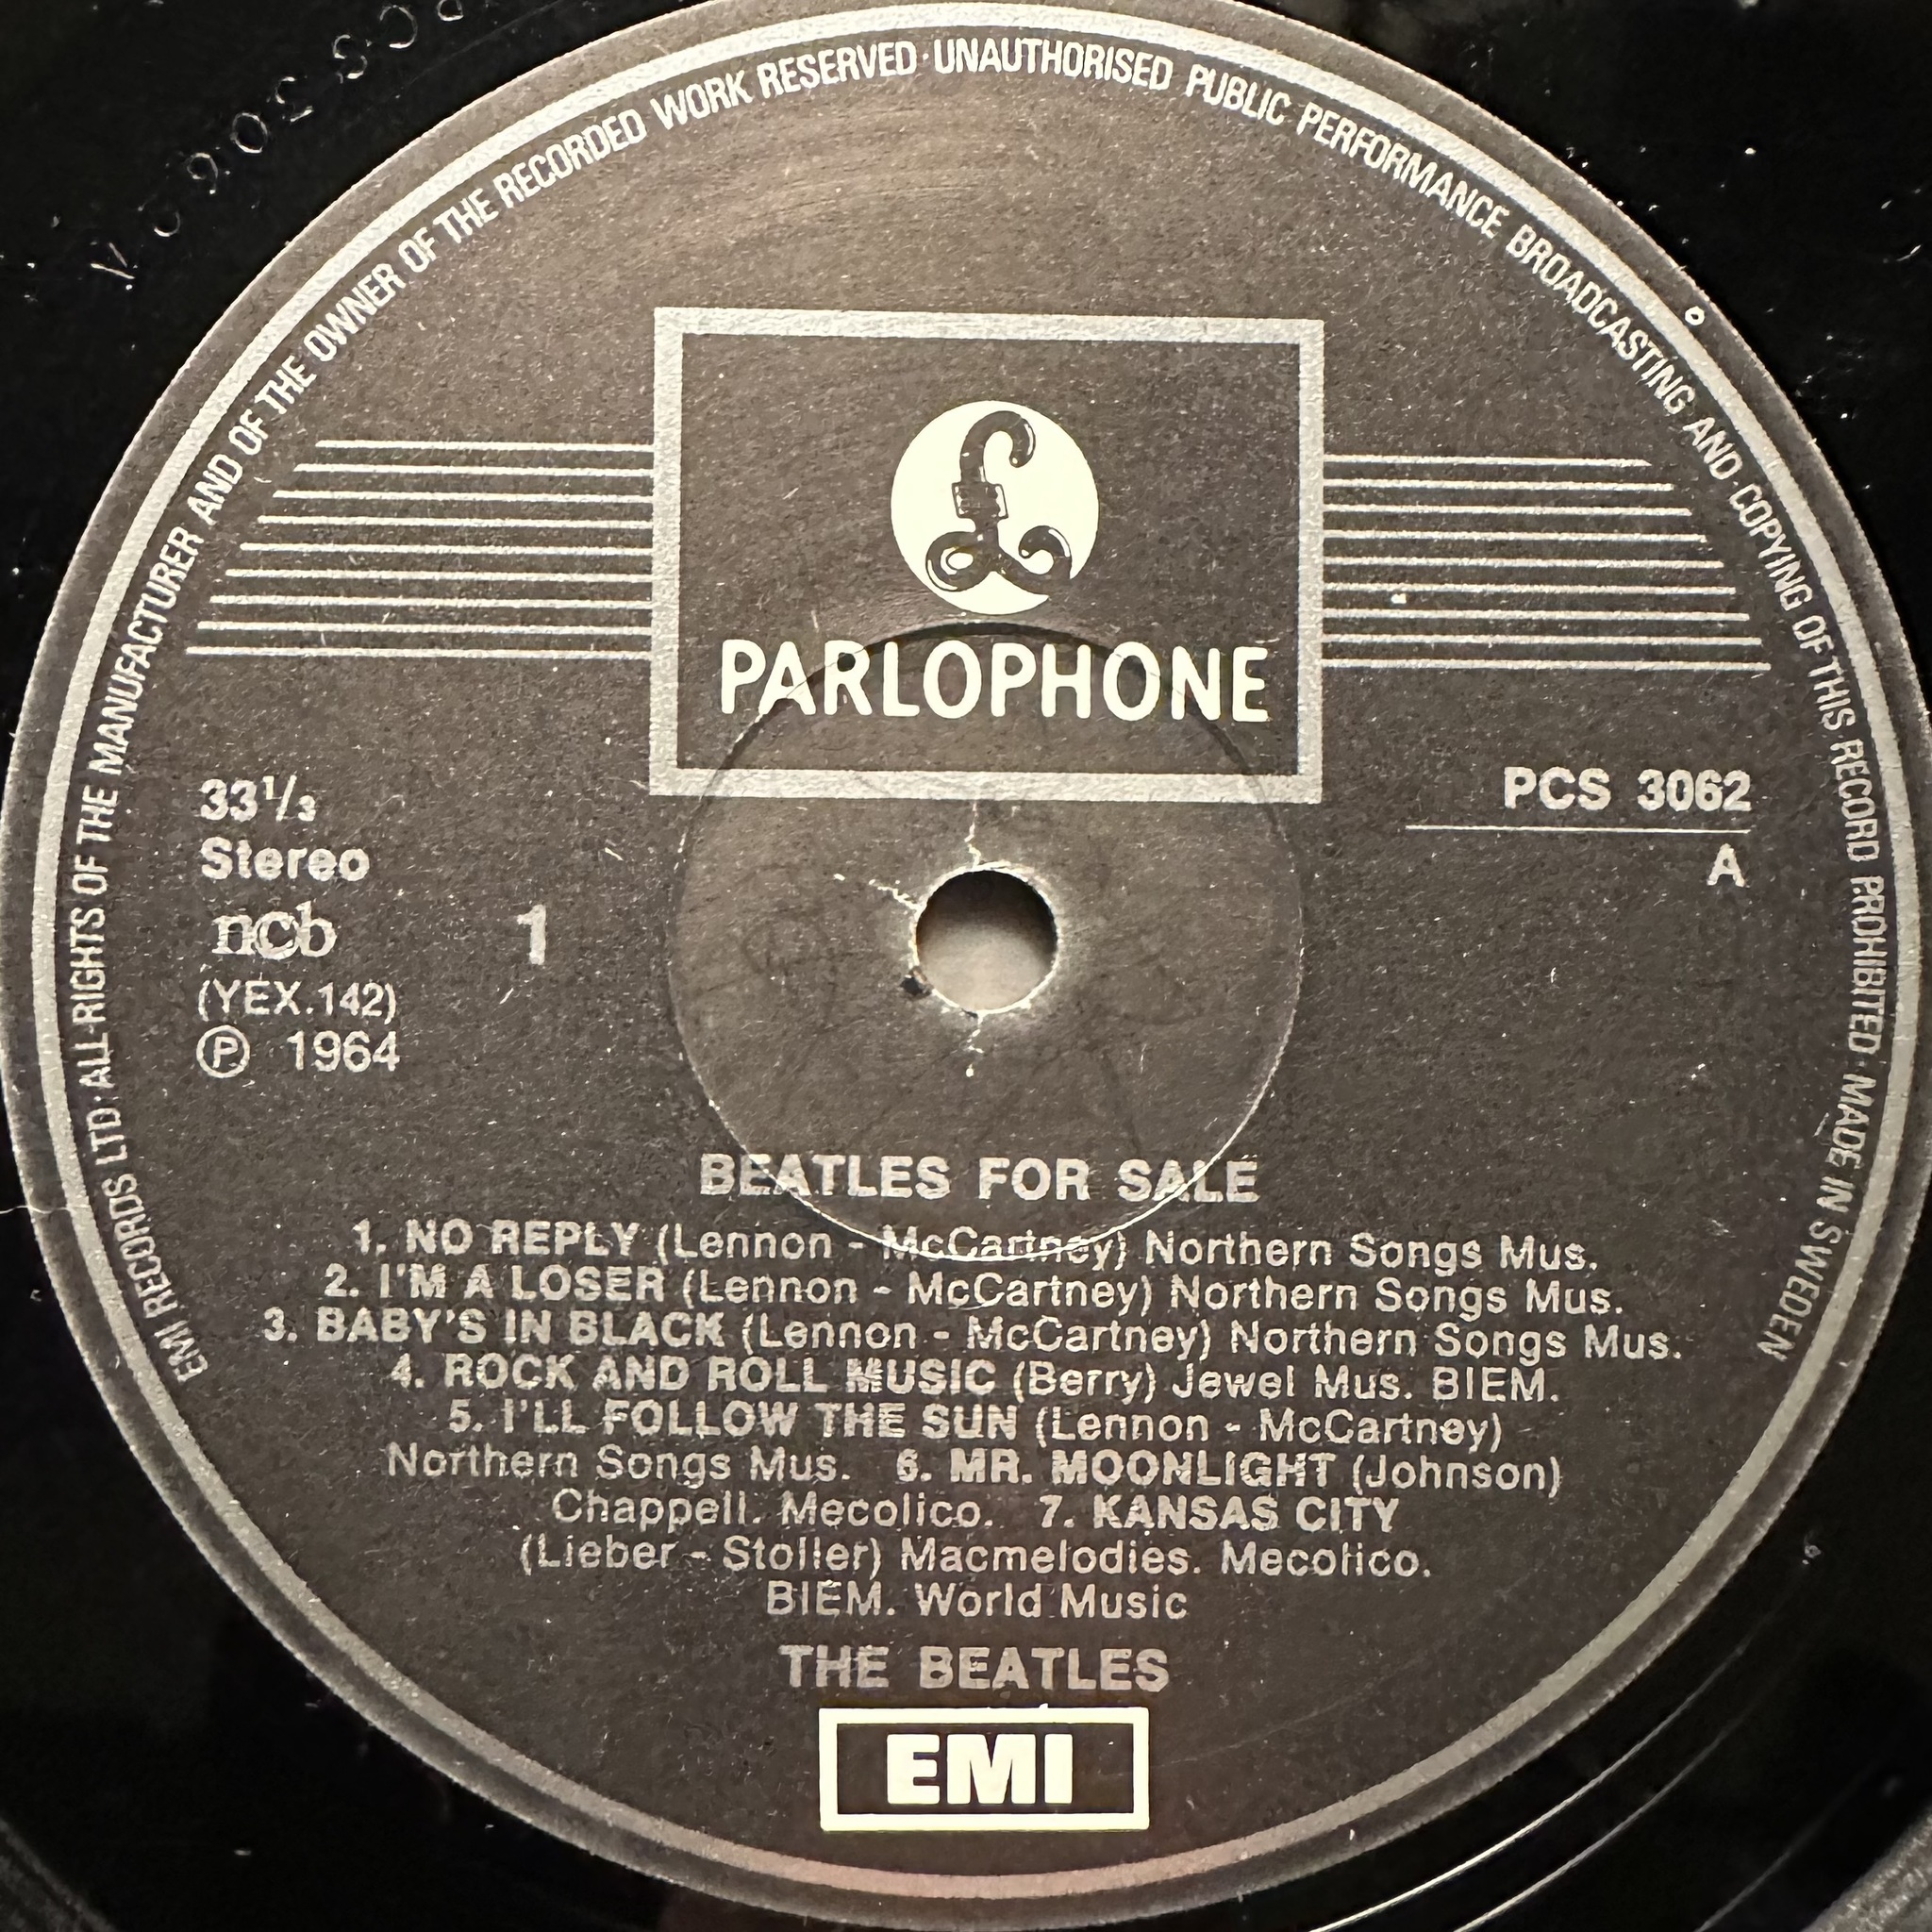 EMI RECORDS LTD·ALL RIGHTS OF THE MANUFACTURER AND OF THE OWNER OF THE RECORDED WORK RESERVED·UNAUTHORISED PUBLIC PERFORMANCE BROADCASTING AND COPYING OF THIS RECORD PROHIBITED·MADE IN SWEDEN
PARLOPHONE
33⅓
Stereo
ncb
1
(YEX.142)
℗ 1964
PCS 3062
A
BEATLES FOR SALE
1. NO REPLY (Lennon - McCartney) Northern Songs Mus.
2. I'M A LOSER (Lennon - McCartney) Northern Songs Mus.
3. BABY'S IN BLACK (Lennon - McCartney) Northern Songs Mus.
4. ROCK AND ROLL MUSIC (Berry) Jewel Mus. BIEM.
5. I'LL FOLLOW THE SUN (Lennon - McCartney)
Northern Songs Mus. 6. MR. MOONLIGHT (Johnson)
Chappell. Mecolico. 7. KANSAS CITY
(Lieber - Stoller) Macmelodies. Mecolico.
BIEM. World Music
THE BEATLES
EMI